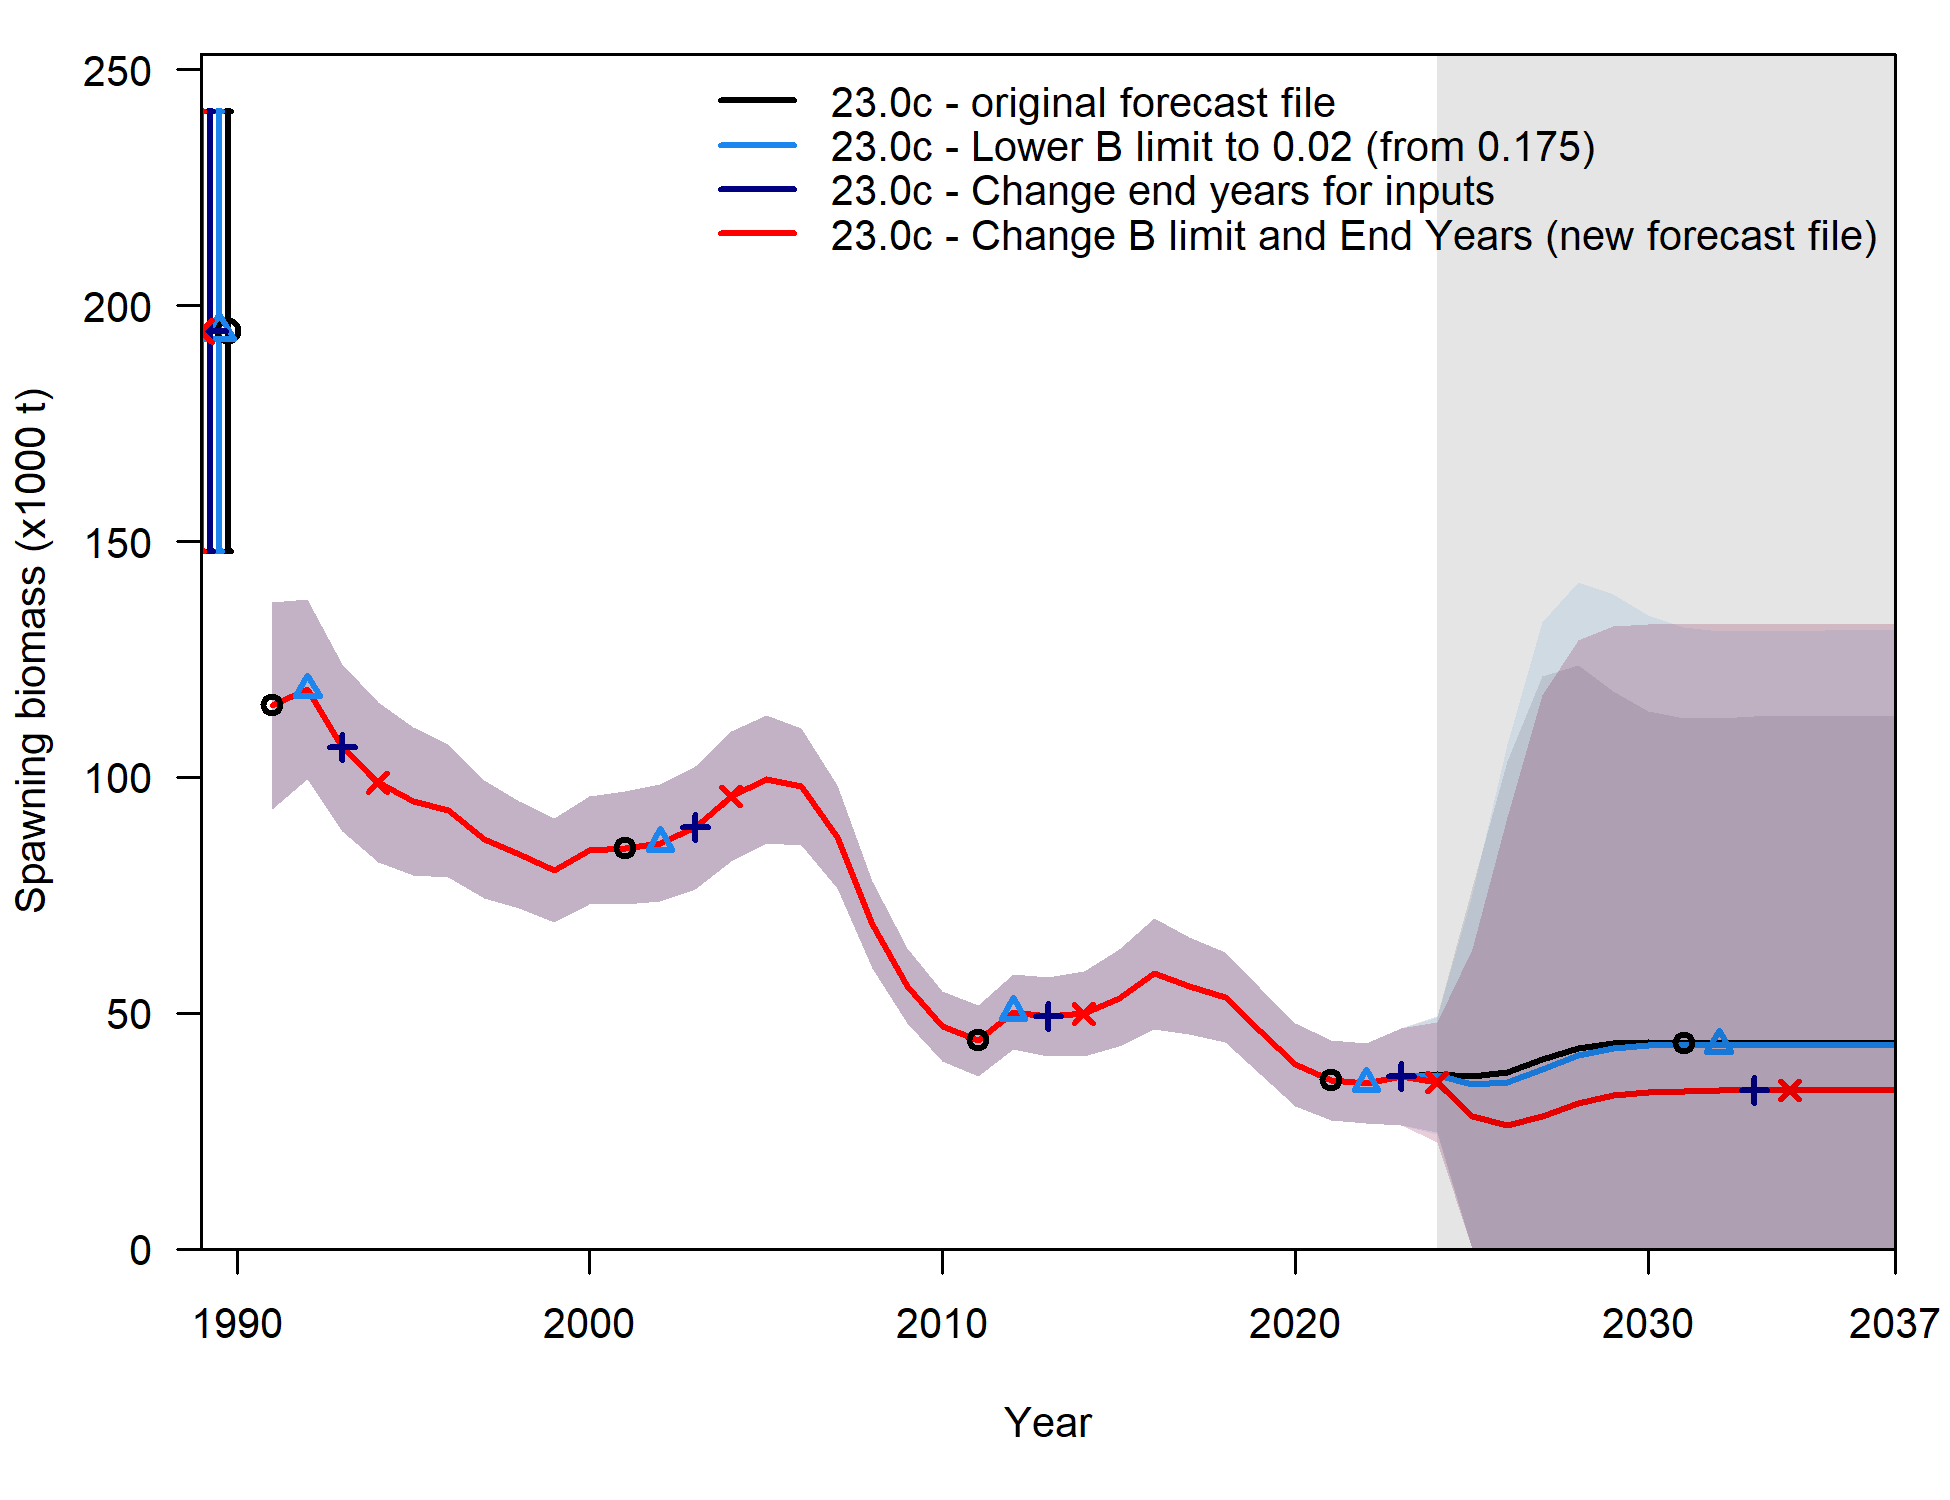 23.0c - original forecast file
23.0c - Lower B limit to 0.02 (from 0.175)
23.0c - Change end years for inputs
23.0c - Change B limit and End Years (new forecast file)
250
200
150
100
50
0
Spawning biomass (x1000 t)
1990 2000 2010 2020 2030 2037
Year